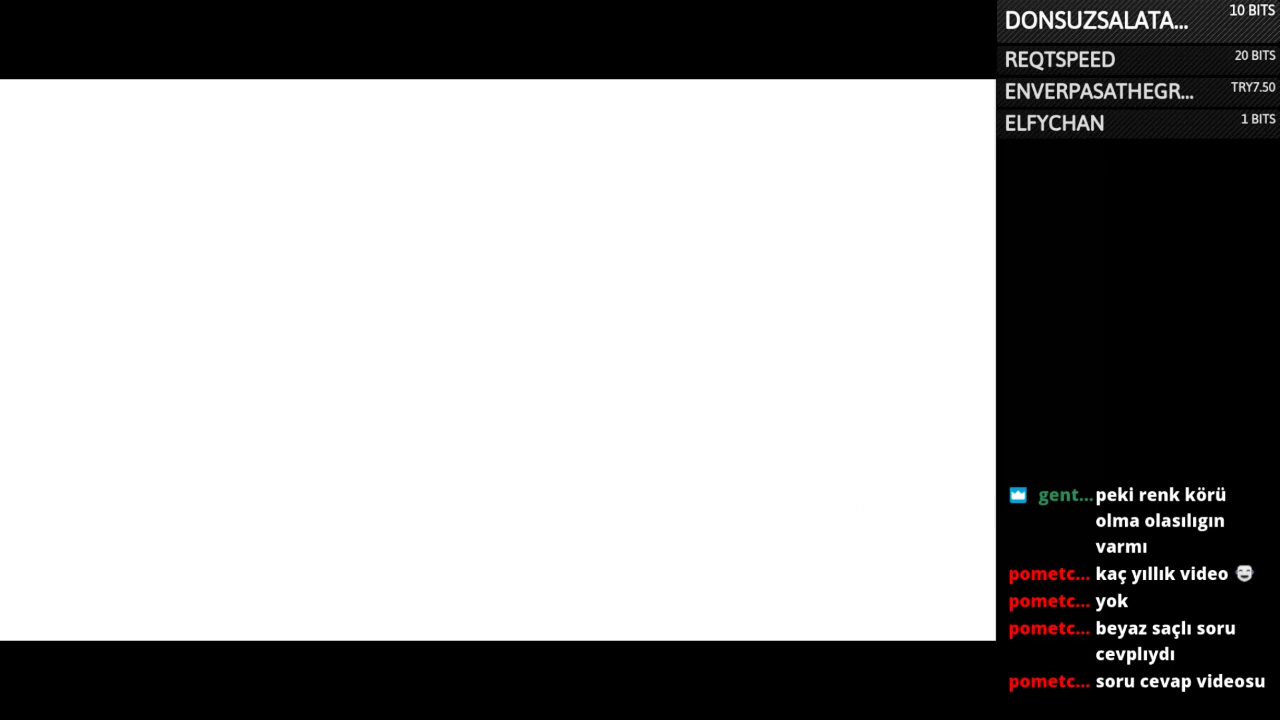 DONSUZSALATA... 10 BITS
REQTSPEED 20 BITS
ENVERPASATHEGR... TRY7.50
ELFYCHAN 1 BITS
gent... peki renk körü
olma olasılıgın
varmı
pometc... kaç yıllık video
pometc... yok
pometc... beyaz saçlı soru
cevplıydı
pometc... soru cevap videosu